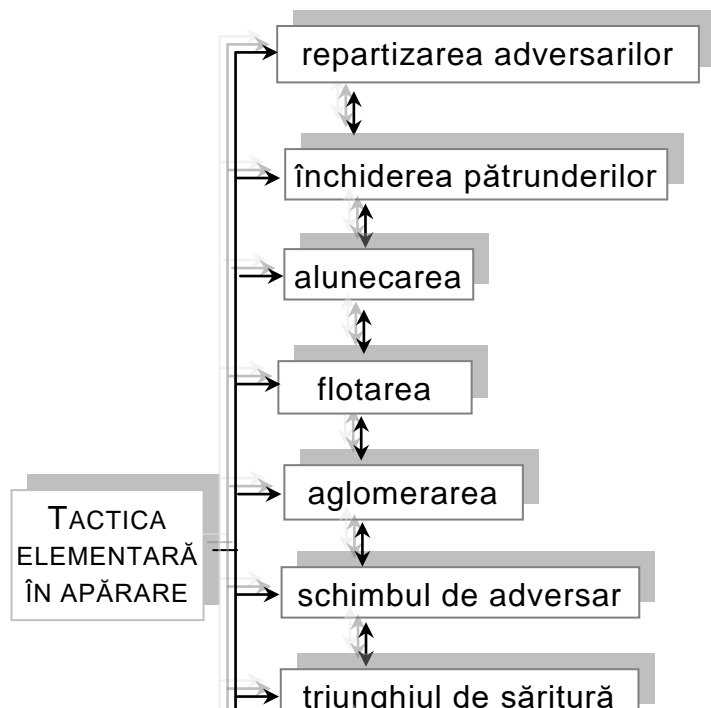 repartizarea adversarilor
închiderea pătrunderilor
alunecarea
flotarea
aglomerarea
TACTICA
ELEMENTARĂ
ÎN APĂRARE
schimbul de adversar
triunghiul de săritură